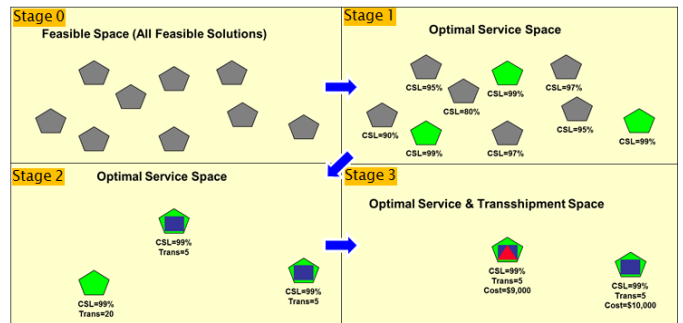 Stage 0
Feasible Space (All Feasible Solutions)
Stage 1
Optimal Service Space
CSL=95%
CSL=99%
CSL=97%
CSL=80%
CSL=90%
CSL=95%
CSL=99%
CSL=97%
CSL=99%
Stage 2
Optimal Service Space
CSL=99%
Trans=5
CSL=99%
Trans=20
CSL=99%
Trans=5
Stage 3
Optimal Service & Transshipment Space
CSL=99%
Trans=5
Cost=$9,000
CSL=99%
Trans=5
Cost=$10,000